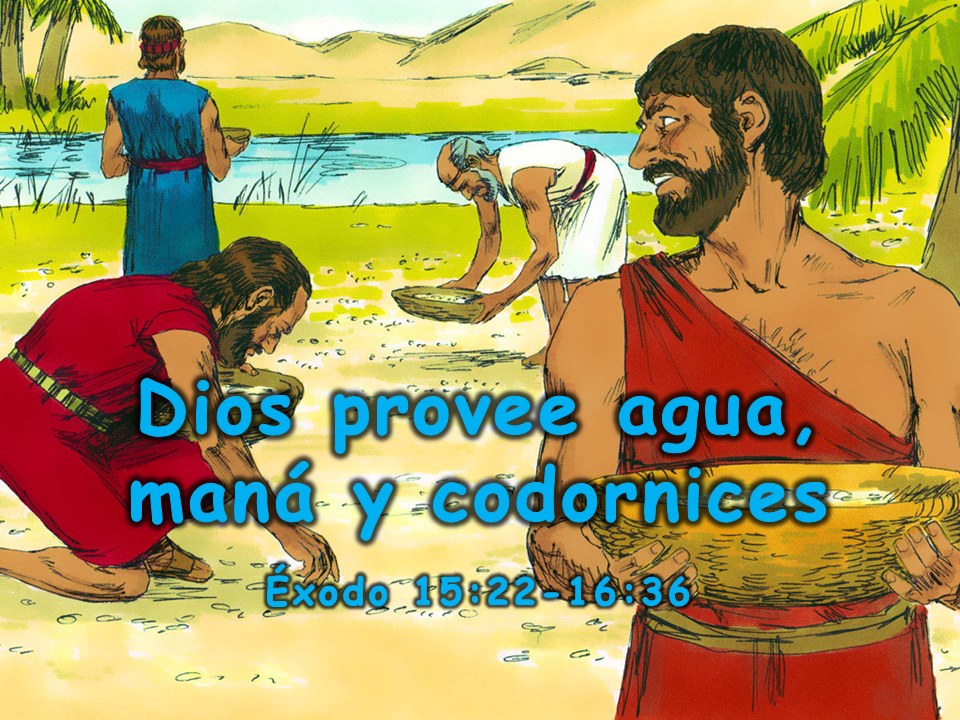 Dios provee agua,
maná y codornices
Éxodo 15:22-16:36